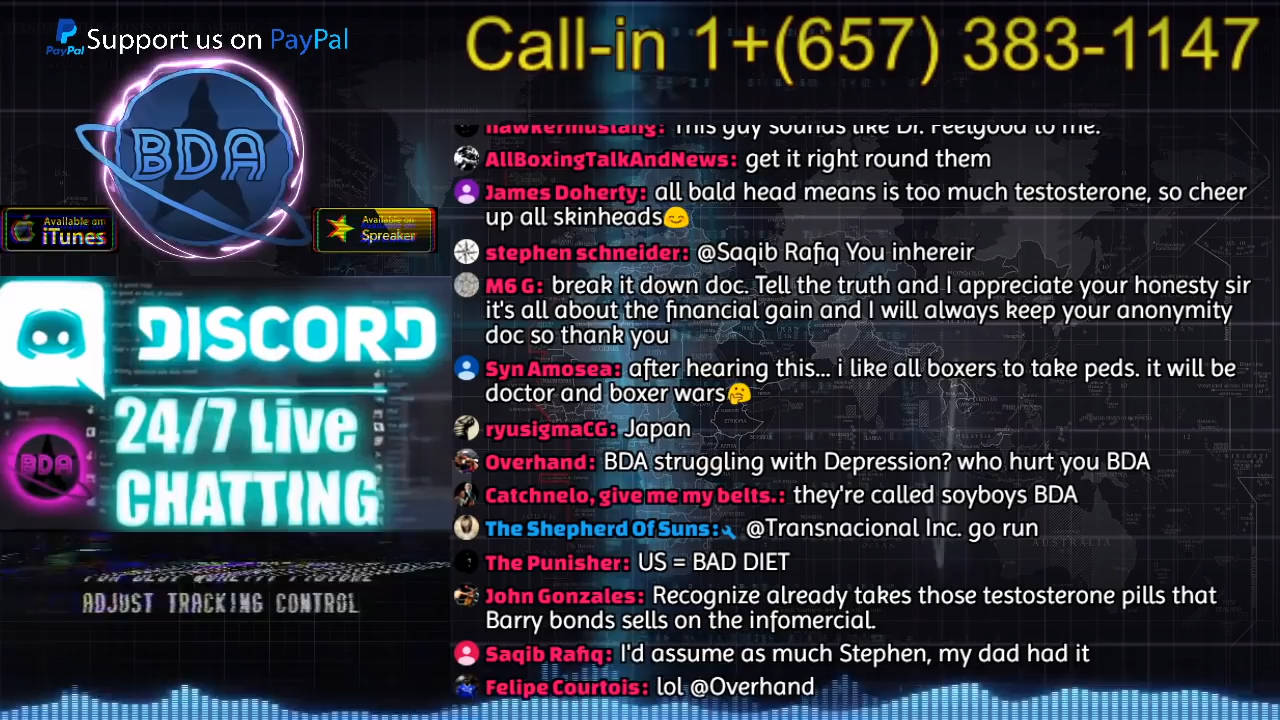 PayPal
Support us on PayPal
Call-in 1+(657) 383-1147
BDA
Available on
iTunes
Available on
Spreaker
DISCORD
24/7 Live
CHATTING
BDA
ADJUST TRACKING CONTROL
hawkermustang: This guy sounds like Dr. Feelgood to me.
AllBoxingTalkAndNews: get it right round them
James Doherty: all bald head means is too much testosterone, so cheer
up all skinheads😊
stephen schneider: @Saqib Rafiq You inhereir
M6 G: break it down doc. Tell the truth and I appreciate your honesty sir
it's all about the financial gain and I will always keep your anonymity
doc so thank you
Syn Amosea: after hearing this... i like all boxers to take peds. it will be
doctor and boxer wars🤔
ryusigmaCG: Japan
Overhand: BDA struggling with Depression? who hurt you BDA
Catchnelo, give me my belts.: they're called soyboys BDA
The Shepherd Of Suns: @Transnacional Inc. go run
The Punisher: US = BAD DIET
John Gonzales: Recognize already takes those testosterone pills that
Barry bonds sells on the infomercial.
Saqib Rafiq: I'd assume as much Stephen, my dad had it
Felipe Courtois: lol @Overhand